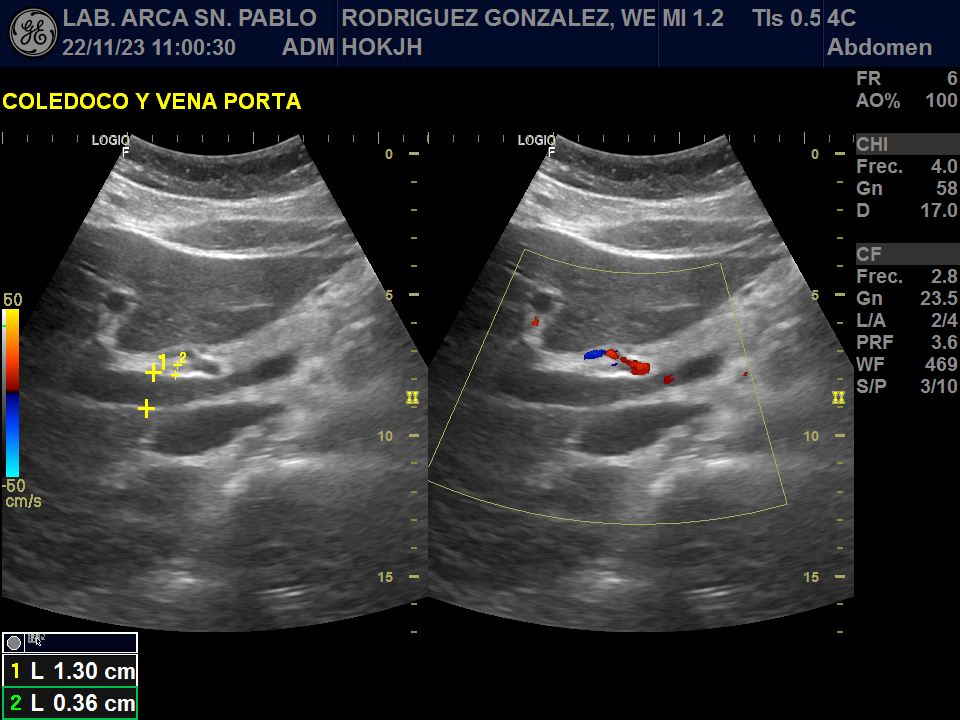 LAB. ARCA SN. PABLO RODRIGUEZ GONZALEZ, WE MI 1.2 TIs 0.5 4C
22/11/23 11:00:30 ADM HOKJH Abdomen
FR 6
AO% 100
COLEDOCO Y VENA PORTA
LOGIQ
F
LOGIQ
F
0
0
CHI
Frec. 4.0
Gn 58
D 17.0
CF
Frec. 2.8
Gn 23.5
L/A 2/4
PRF 3.6
WF 469
S/P 3/10
50
5
5
1
2
10
10
-50
cm/s
15
15
1 L 1.30 cm
2 L 0.36 cm